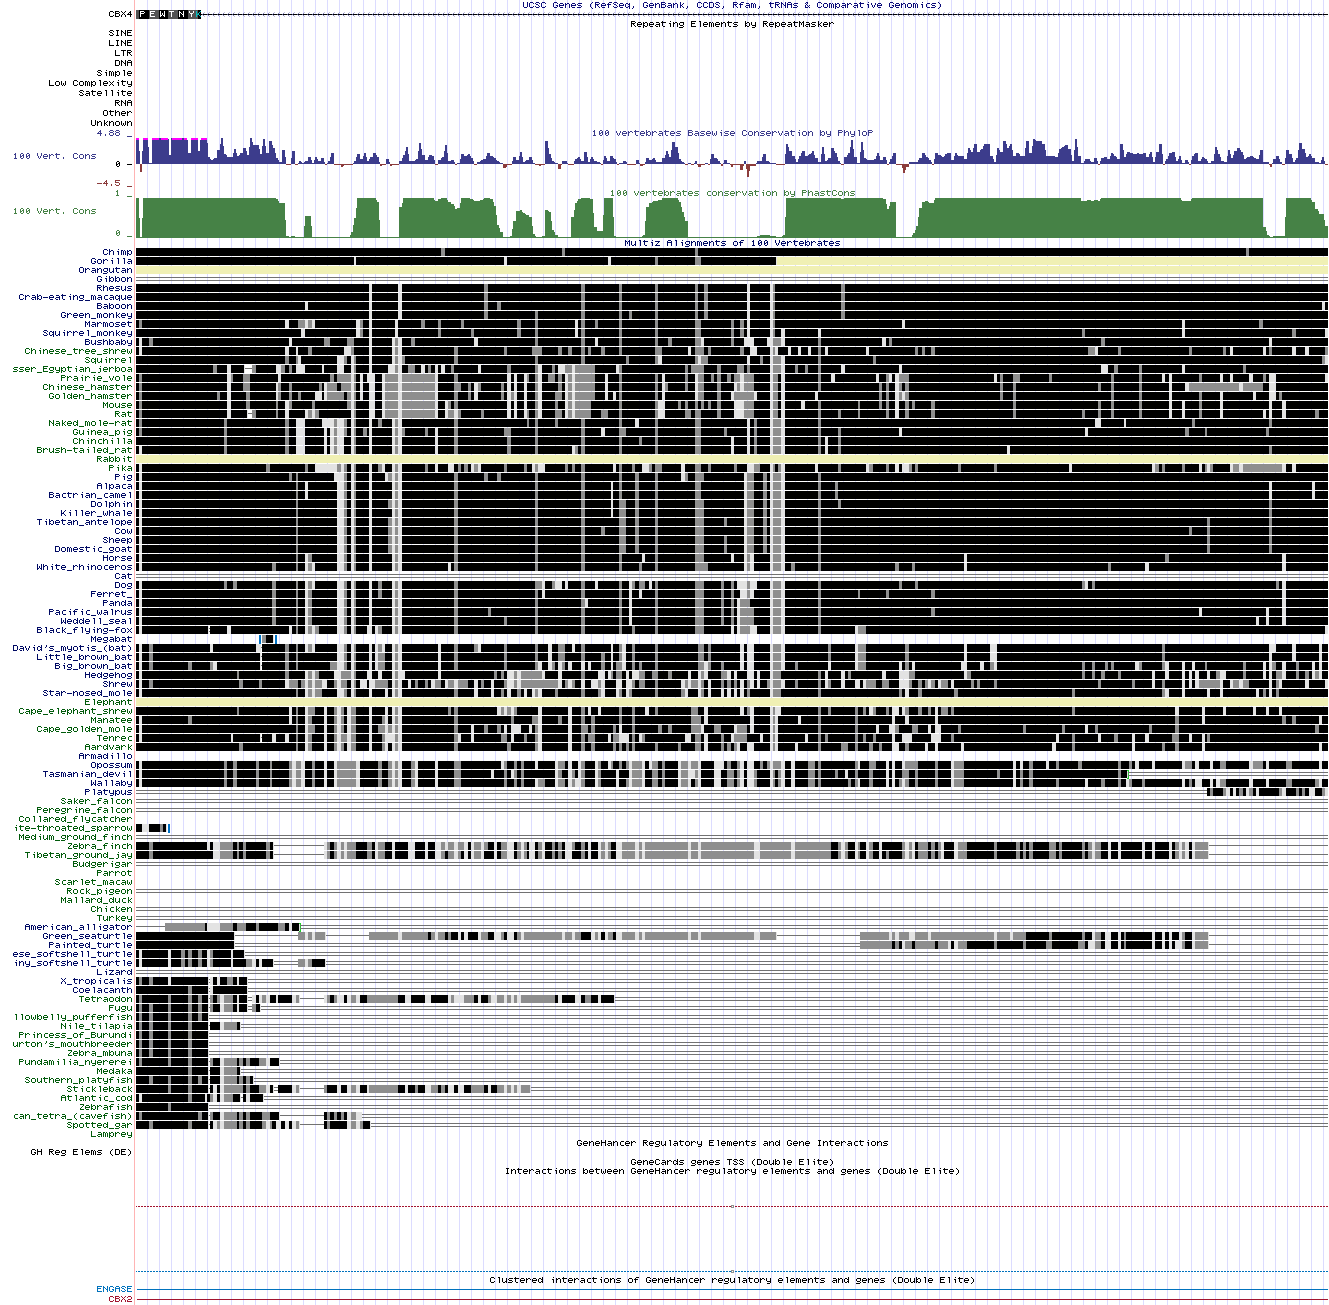 UCSC Genes (RefSeq, GenBank, CCDS, Rfam, tRNAs & Comparative Genomics)
CBX4 P E W T N Y K
Repeating Elements by RepeatMasker
SINE
LINE
LTR
DNA
Simple
Low Complexity
Satellite
RNA
Other
Unknown
4.88 _
100 vertebrates Basewise Conservation by PhyloP
100 Vert. Cons
0 _
-4.5 _
1 _
100 vertebrates conservation by PhastCons
100 Vert. Cons
0 _
Multiz Alignments of 100 Vertebrates
Chimp
Gorilla
Orangutan
Gibbon
Rhesus
Crab-eating_macaque
Baboon
Green_monkey
Marmoset
Squirrel_monkey
Bushbaby
Chinese_tree_shrew
Squirrel
sser_Egyptian_jerboa
Prairie_vole
Chinese_hamster
Golden_hamster
Mouse
Rat
Naked_mole-rat
Guinea_pig
Chinchilla
Brush-tailed_rat
Rabbit
Pika
Pig
Alpaca
Bactrian_camel
Dolphin
Killer_whale
Tibetan_antelope
Cow
Sheep
Domestic_goat
Horse
White_rhinoceros
Cat
Dog
Ferret_
Panda
Pacific_walrus
Weddell_seal
Black_flying-fox
Megabat
David's_myotis_(bat)
Little_brown_bat
Big_brown_bat
Hedgehog
Shrew
Star-nosed_mole
Elephant
Cape_elephant_shrew
Manatee
Cape_golden_mole
Tenrec
Aardvark
Armadillo
Opossum
Tasmanian_devil
Wallaby
Platypus
Saker_falcon
Peregrine_falcon
Collared_flycatcher
ite-throated_sparrow
Medium_ground_finch
Zebra_finch
Tibetan_ground_jay
Budgerigar
Parrot
Scarlet_macaw
Rock_pigeon
Mallard_duck
Chicken
Turkey
American_alligator
Green_seaturtle
Painted_turtle
ese_softshell_turtle
iny_softshell_turtle
Lizard
X_tropicalis
Coelacanth
Tetraodon
Fugu
llowbelly_pufferfish
Nile_tilapia
Princess_of_Burundi
urton's_mouthbreeder
Zebra_mbuna
Pundamilia_nyererei
Medaka
Southern_platyfish
Stickleback
Atlantic_cod
Zebrafish
can_tetra_(cavefish)
Spotted_gar
Lamprey
GeneHancer Regulatory Elements and Gene Interactions
GH Reg Elems (DE)
GeneCards genes TSS (Double Elite)
Interactions between GeneHancer regulatory elements and genes (Double Elite)
Clustered interactions of GeneHancer regulatory elements and genes (Double Elite)
ENGASE
CBX2